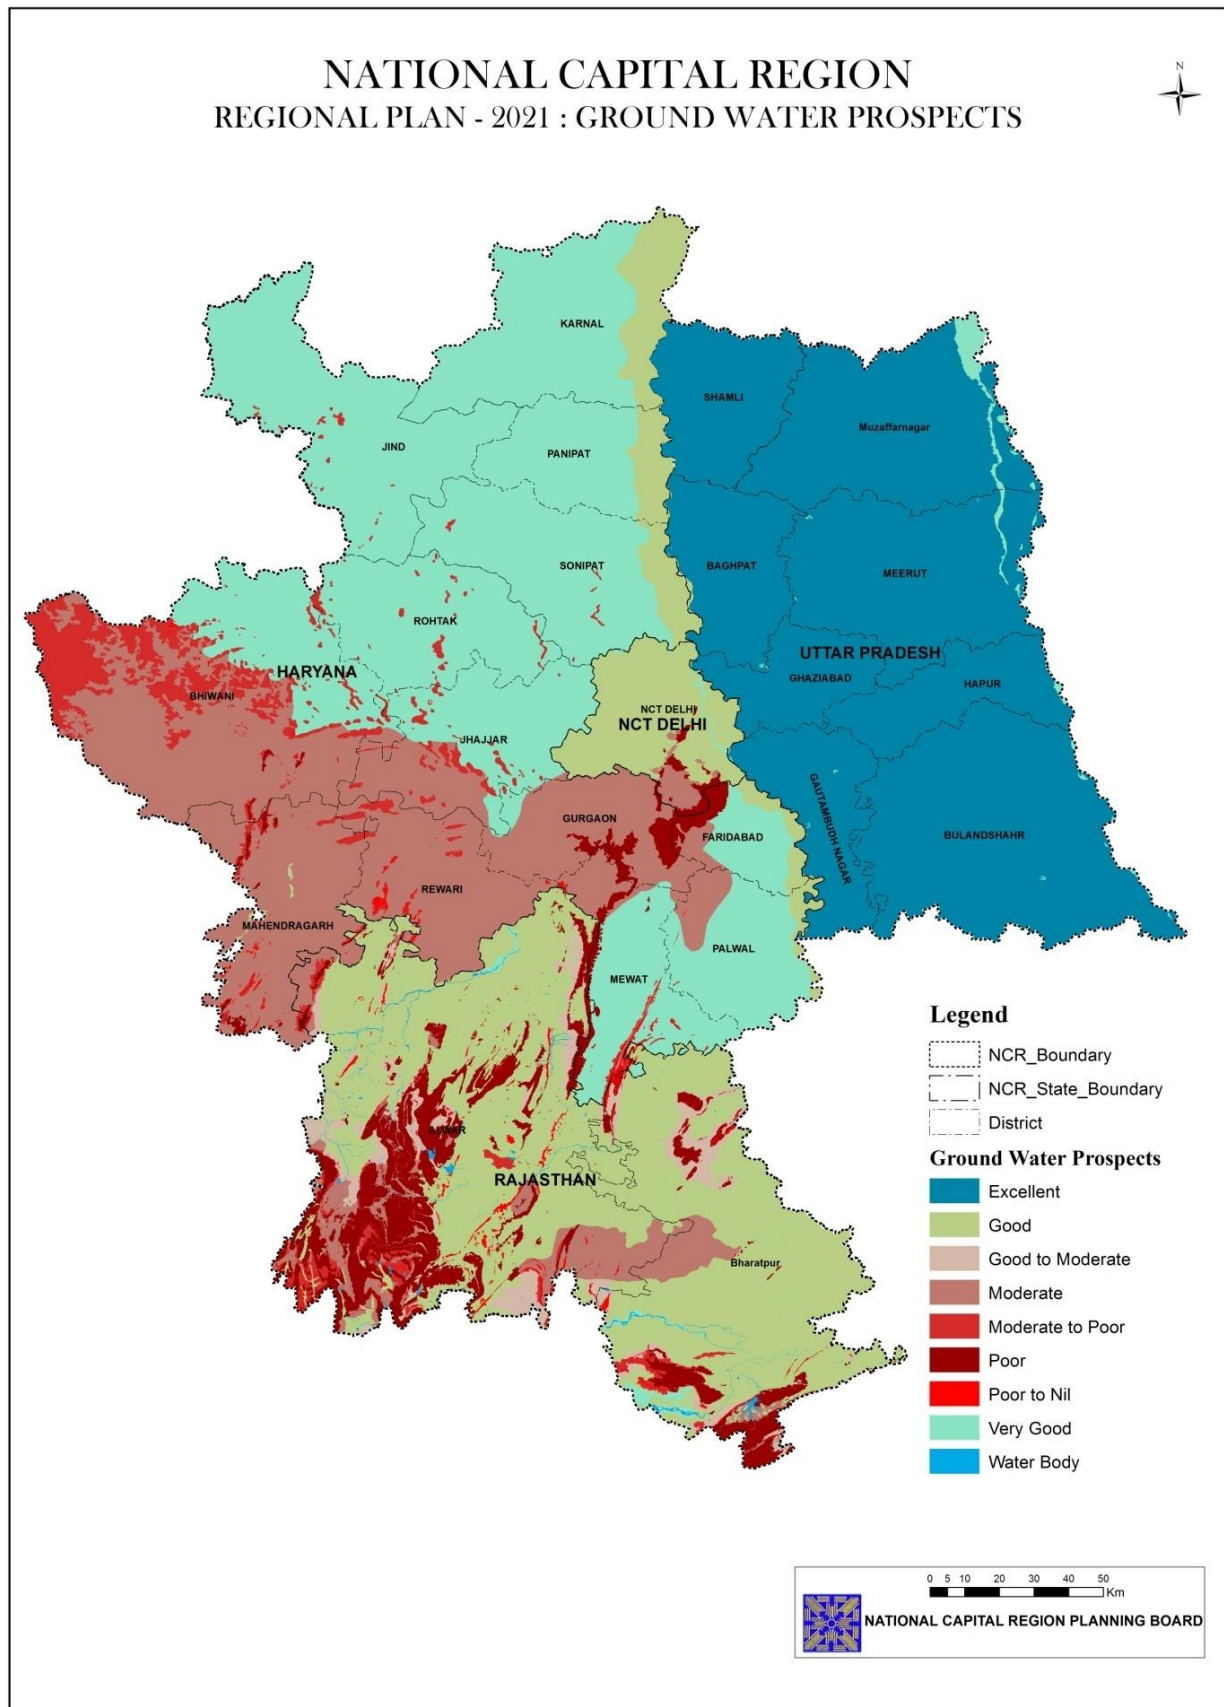 NATIONAL CAPITAL REGION
REGIONAL PLAN - 2021 : GROUND WATER PROSPECTS
N
KARNAL
SHAMLI
Muzaffarnagar
JIND
PANIPAT
SONIPAT
BAGHPAT
MEERUT
ROHTAK
UTTAR PRADESH
HARYANA
GHAZIABAD
HAPUR
BHIWANI
NCT DELHI
NCT DELHI
JHAJJAR
GAUTAMBUDH NAGAR
GURGAON
FARIDABAD
BULANDSHAHR
REWARI
MAHENDRAGARH
PALWAL
MEWAT
ALWAR
RAJASTHAN
Bharatpur
Legend
NCR_Boundary
NCR_State_Boundary
District
Ground Water Prospects
Excellent
Good
Good to Moderate
Moderate
Moderate to Poor
Poor
Poor to Nil
Very Good
Water Body
0 5 10 20 30 40 50
Km
NATIONAL CAPITAL REGION PLANNING BOARD